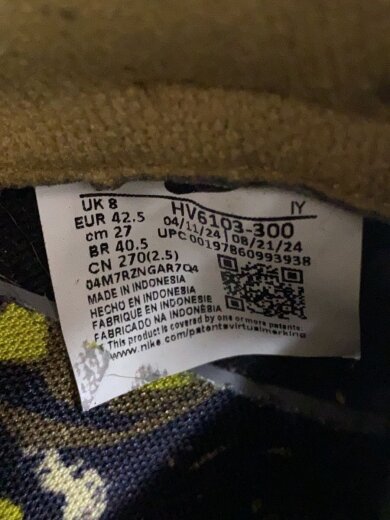 UK 8
EUR 42.5
cm 27
BR 40.5
CN 270(2.5)
04M7RZNGAR7Q4
MADE IN INDONESIA
HECHO EN INDONESIA
FABRIQUE EN INDONESIE
FABRICADO NA INDONÉSIA
This product is covered by one or more patents
www.nike.com/patentsvirtualmarking
IY
HV6103-300
04/11/24 | 08/21/24
UPC 00197860993938